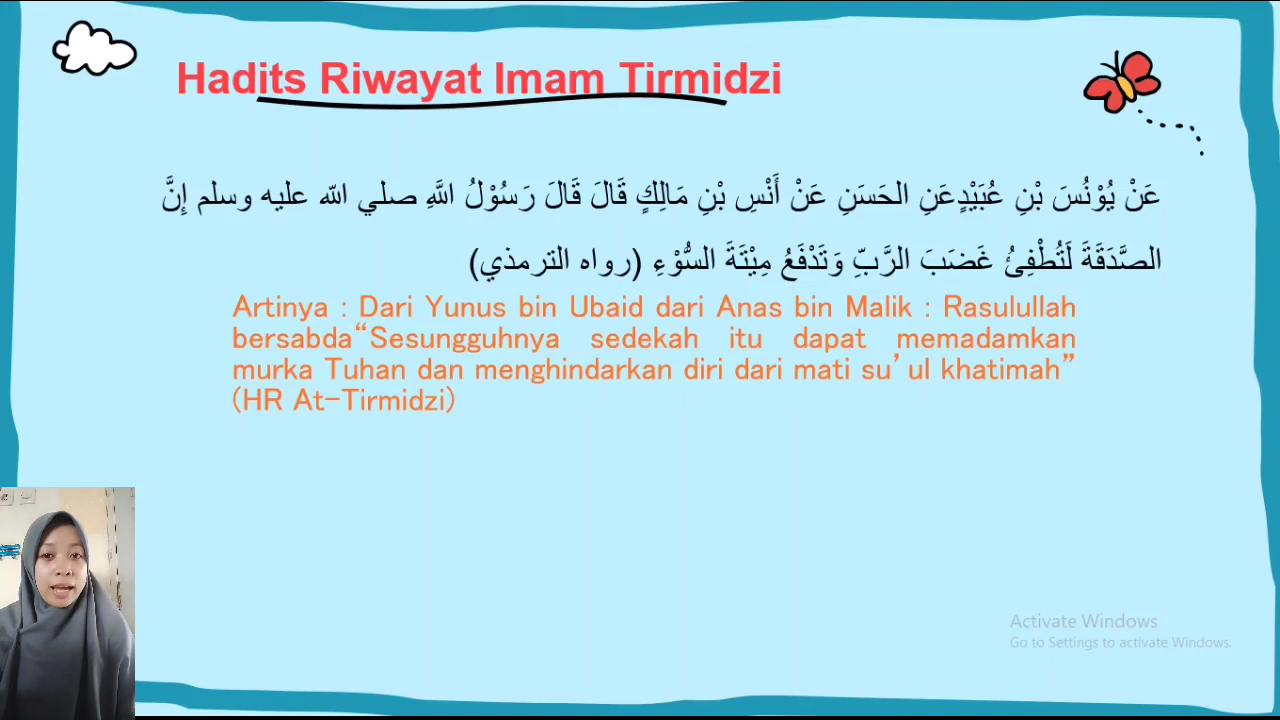 Hadits Riwayat Imam Tirmidzi
عَنْ يُوْنُسَ بْنِ عُبَيْدٍعَنِ الحَسَنِ عَنْ أَنْسِ بْنِ مَالِكٍ قَالَ قَالَ رَسُوْلُ اللَّهِ صلي الله عليه وسلم إِنَّ
الصَّدَقَةَ لَتُطْفِئُ غَضَبَ الرَّبِّ وَتَدْفَعُ مِيْتَةَ السُّوْءِ (رواه الترمذي)
Artinya : Dari Yunus bin Ubaid dari Anas bin Malik : Rasulullah
bersabda“Sesungguhnya sedekah itu dapat memadamkan
murka Tuhan dan menghindarkan diri dari mati su’ul khatimah”
(HR At-Tirmidzi)
Activate Windows
Go to Settings to activate Windows.